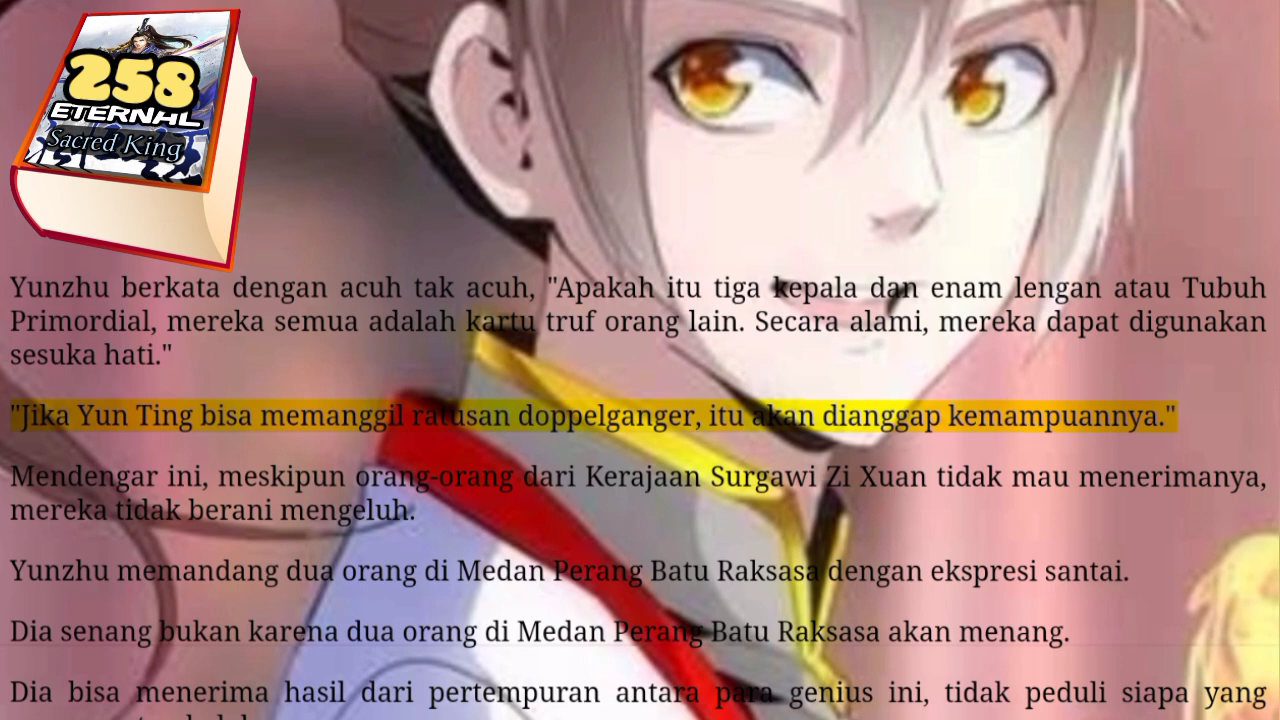 258
ETERNAL
Sacred King
Yunzhu berkata dengan acuh tak acuh, "Apakah itu tiga kepala dan enam lengan atau Tubuh
Primordial, mereka semua adalah kartu truf orang lain. Secara alami, mereka dapat digunakan
sesuka hati."
"Jika Yun Ting bisa memanggil ratusan doppelganger, itu akan dianggap kemampuannya."
Mendengar ini, meskipun orang-orang dari Kerajaan Surgawi Zi Xuan tidak mau menerimanya,
mereka tidak berani mengeluh.
Yunzhu memandang dua orang di Medan Perang Batu Raksasa dengan ekspresi santai.
Dia senang bukan karena dua orang di Medan Perang Batu Raksasa akan menang.
Dia bisa menerima hasil dari pertempuran antara para genius ini, tidak peduli siapa yang